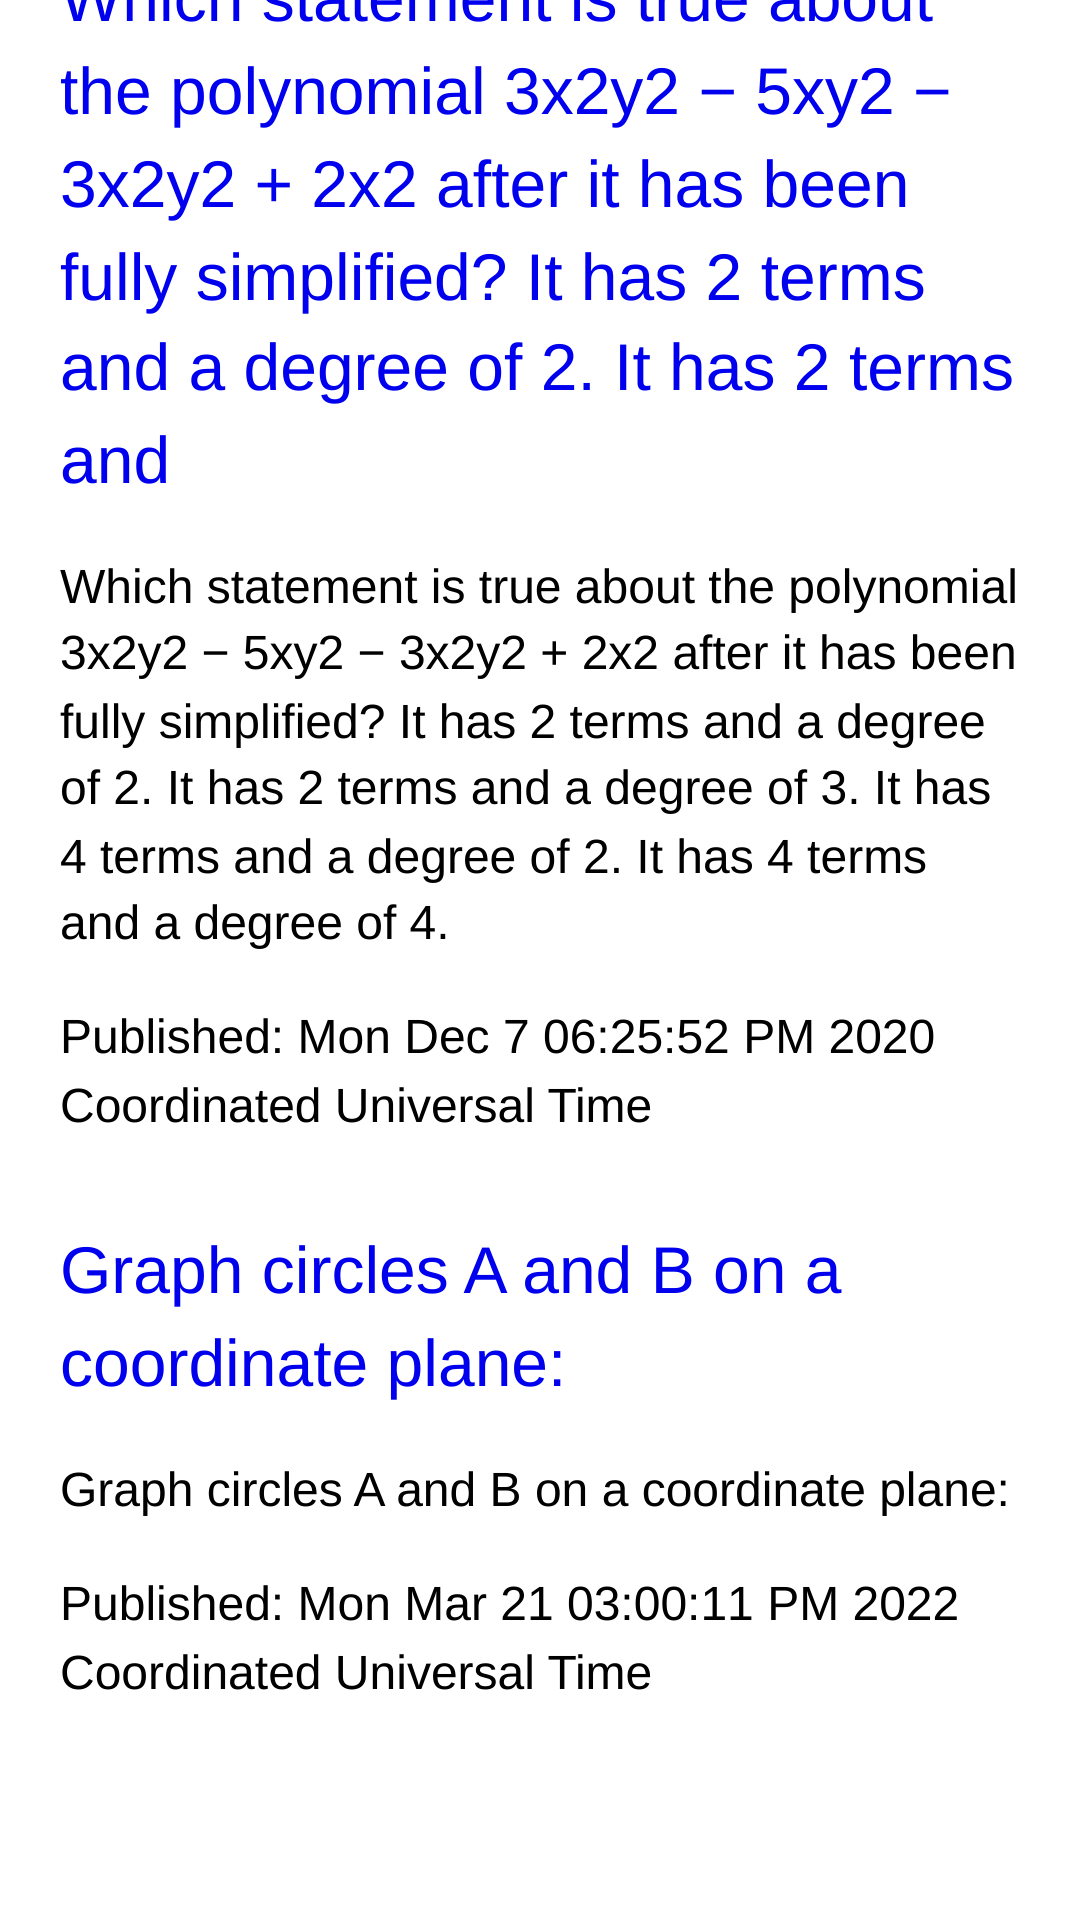 Which statement is true about
the polynomial 3x2y2 − 5xy2 −
3x2y2 + 2x2 after it has been
fully simplified? It has 2 terms
and a degree of 2. It has 2 terms
and
Which statement is true about the polynomial
3x2y2 − 5xy2 − 3x2y2 + 2x2 after it has been
fully simplified? It has 2 terms and a degree
of 2. It has 2 terms and a degree of 3. It has
4 terms and a degree of 2. It has 4 terms
and a degree of 4.
Published: Mon Dec 7 06:25:52 PM 2020
Coordinated Universal Time
Graph circles A and B on a
coordinate plane:
Graph circles A and B on a coordinate plane:
Published: Mon Mar 21 03:00:11 PM 2022
Coordinated Universal Time